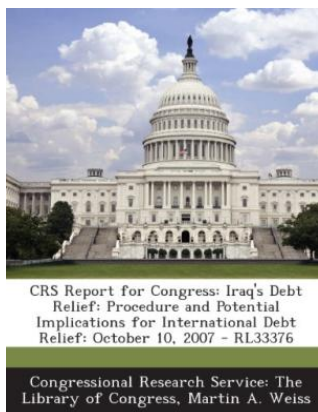 CRS Report for Congress: Iraq's Debt
Relief: Procedure and Potential
Implications for International Debt
Relief: October 10, 2007 - RL33376
Congressional Research Service: The
Library of Congress, Martin A. Weiss